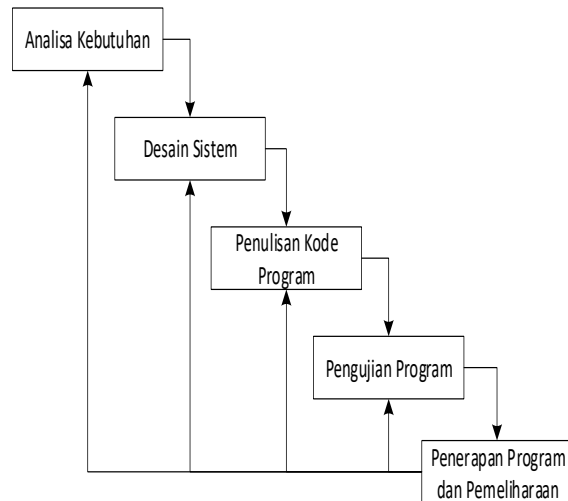 Analisa Kebutuhan
Desain Sistem
Penulisan Kode
Program
Pengujian Program
Penerapan Program
dan Pemeliharaan